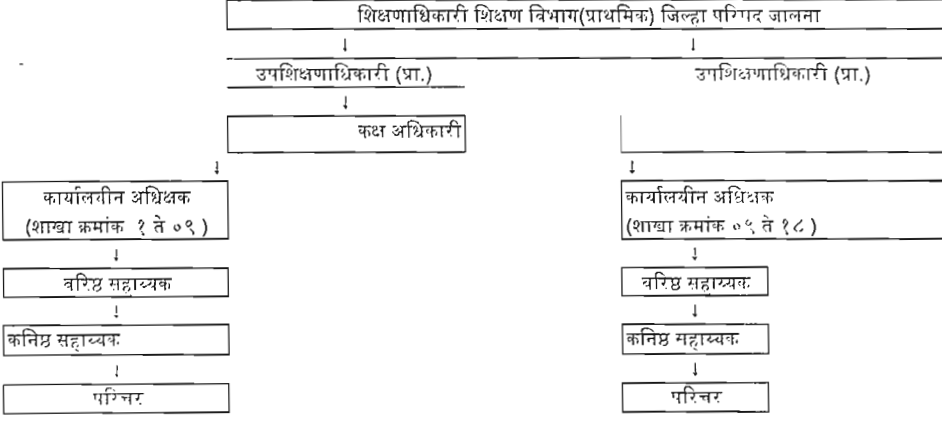 शिक्षणाधिकारी शिक्षण विभाग(प्राथमिक) जिल्हा परिषद जालना
↓ ↓
उपशिक्षणाधिकारी (प्रा.) उपशिक्षणाधिकारी (प्रा.)
↓
कक्ष अधिकारी
↓ ↓
कार्यालयीन अधिक्षक
(शाखा क्रमांक १ ते ०९ )
↓
वरिष्ठ सहाय्यक
↓
कनिष्ठ सहाय्यक
↓
परिचर
कार्यालयीन अधिक्षक
(शाखा क्रमांक ०९ ते १८ )
↓
वरिष्ठ सहाय्यक
↓
कनिष्ठ सहाय्यक
↓
परिचर